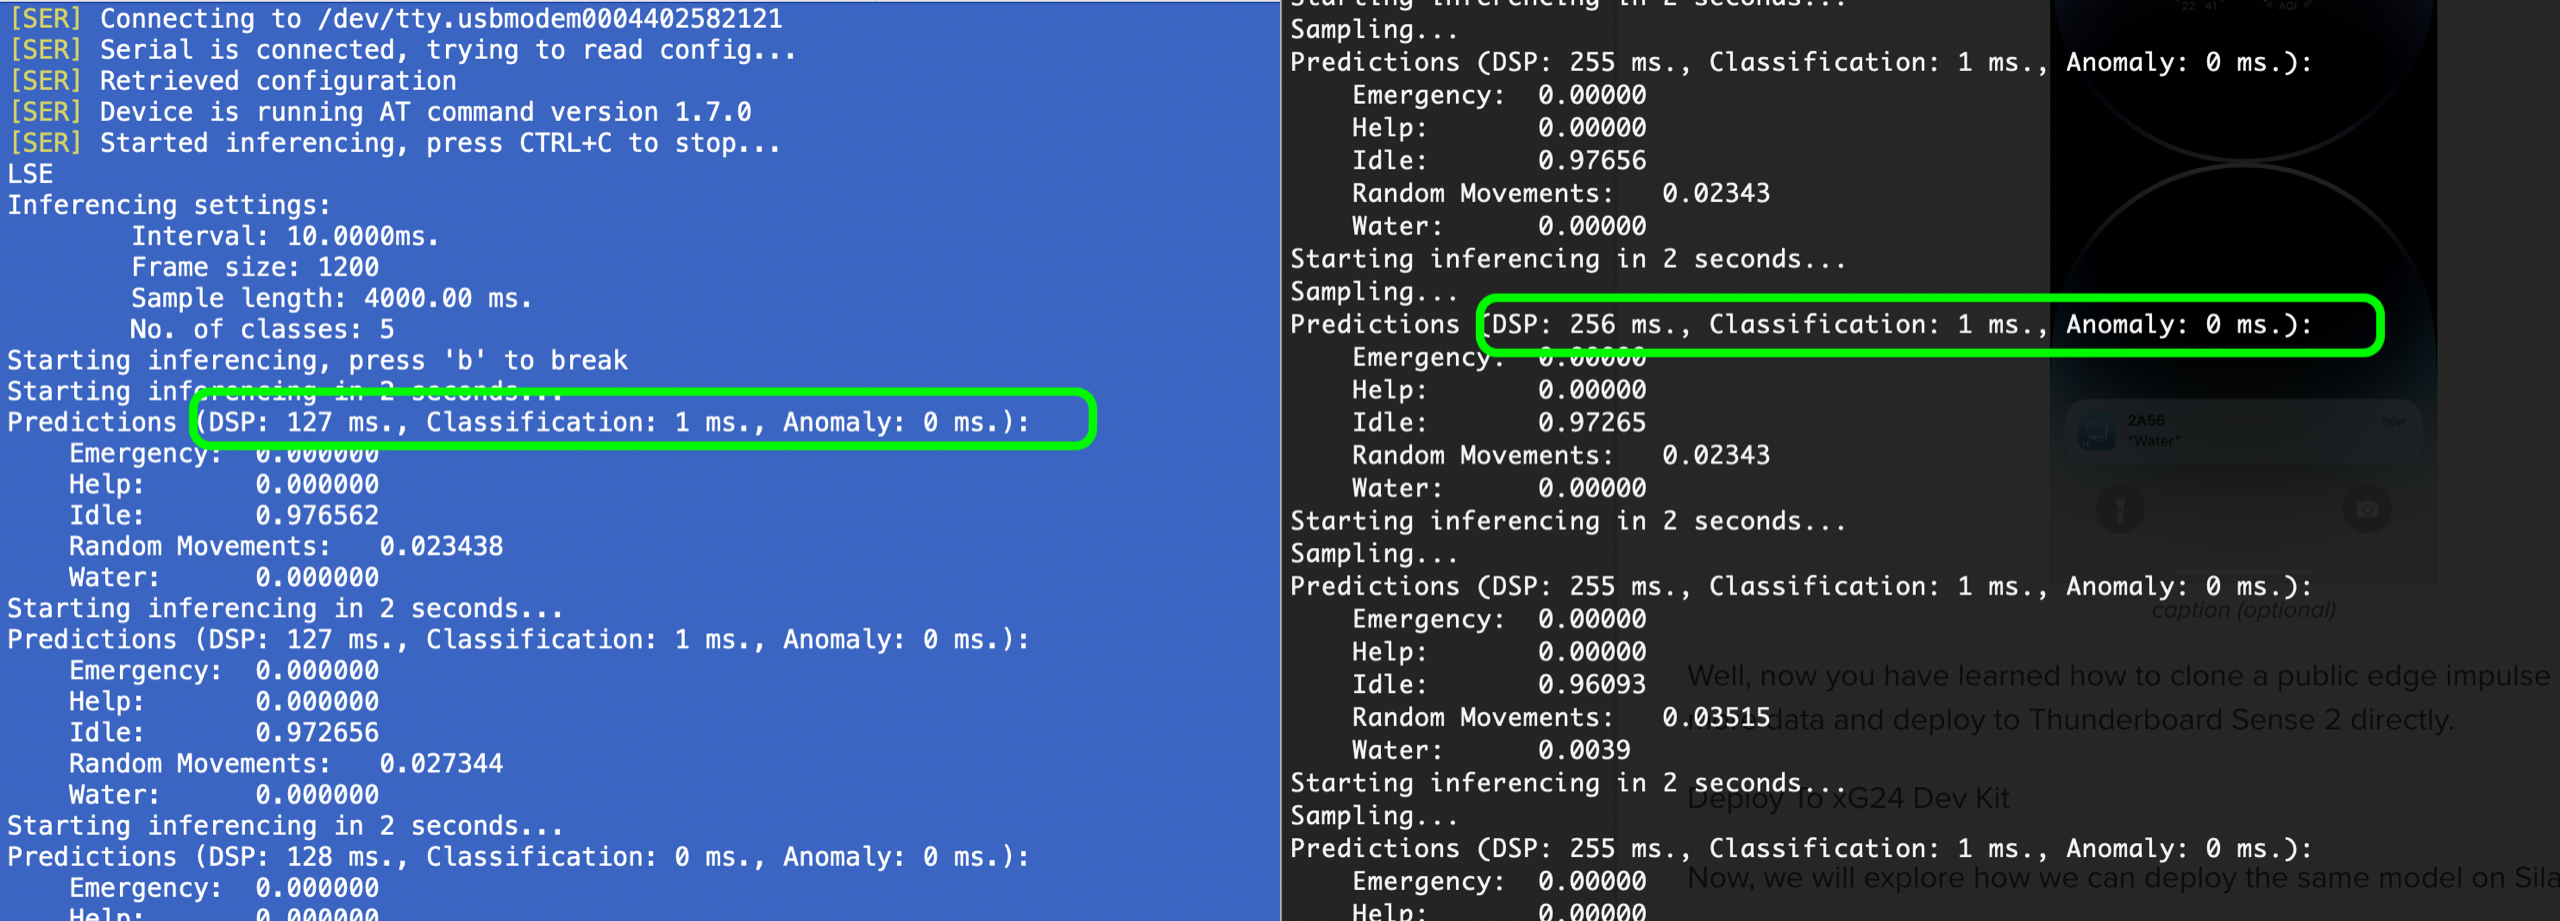 [SER] Connecting to /dev/tty.usbmodem0004402582121
[SER] Serial is connected, trying to read config...
[SER] Retrieved configuration
[SER] Device is running AT command version 1.7.0
[SER] Started inferencing, press CTRL+C to stop...
LSE
Inferencing settings:
Interval: 10.0000ms.
Frame size: 1200
Sample length: 4000.00 ms.
No. of classes: 5
Starting inferencing, press 'b' to break
Starting inferencing in 2 seconds...
Predictions (DSP: 127 ms., Classification: 1 ms., Anomaly: 0 ms.):
Emergency: 0.000000
Help: 0.000000
Idle: 0.976562
Random Movements: 0.023438
Water: 0.000000
Starting inferencing in 2 seconds...
Predictions (DSP: 127 ms., Classification: 1 ms., Anomaly: 0 ms.):
Emergency: 0.000000
Help: 0.000000
Idle: 0.972656
Random Movements: 0.027344
Water: 0.000000
Starting inferencing in 2 seconds...
Predictions (DSP: 128 ms., Classification: 0 ms., Anomaly: 0 ms.):
Emergency: 0.000000
Help: 0.000000
Starting inferencing in 2 seconds...
Sampling...
Predictions (DSP: 255 ms., Classification: 1 ms., Anomaly: 0 ms.):
Emergency: 0.00000
Help: 0.00000
Idle: 0.97656
Random Movements: 0.02343
Water: 0.00000
Starting inferencing in 2 seconds...
Sampling...
Predictions (DSP: 256 ms., Classification: 1 ms., Anomaly: 0 ms.):
Emergency: 0.00000
Help: 0.00000
Idle: 0.97265
Random Movements: 0.02343
Water: 0.00000
Starting inferencing in 2 seconds...
Sampling...
Predictions (DSP: 255 ms., Classification: 1 ms., Anomaly: 0 ms.):
Emergency: 0.00000
Help: 0.00000
Idle: 0.96093
Random Movements: 0.03515
Water: 0.0039
Starting inferencing in 2 seconds...
Sampling...
Predictions (DSP: 255 ms., Classification: 1 ms., Anomaly: 0 ms.):
Emergency: 0.00000
Help: 0.00000
22 41 AQI
2A56 now
"Water"
caption (optional)
Well, now you have learned how to clone a public edge impulse
data and deploy to Thunderboard Sense 2 directly.
Deploy To xG24 Dev Kit
Now, we will explore how we can deploy the same model on Sila